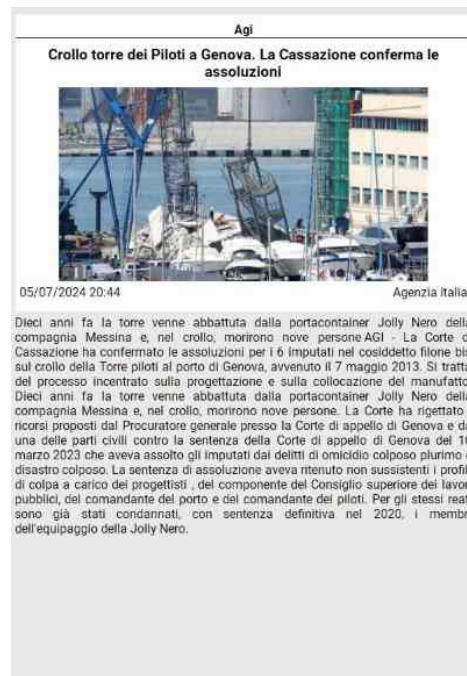 Agi
Crollo torre dei Piloti a Genova. La Cassazione conferma le
assoluzioni
05/07/2024 20:44 Agenzia Italia
Dieci anni fa la torre venne abbattuta dalla portacontainer Jolly Nero dell
compagnia Messina e, nel crollo, morirono nove persone AGI - La Corte d
Cassazione ha confermato le assoluzioni per i 6 imputati nel cosiddetto filone bis
sul crollo della Torre piloti al porto di Genova, avvenuto il 7 maggio 2013. Si tratta
del processo incentrato sulla progettazione e sulla collocazione del manufatto
Dieci anni fa la torre venne abbattuta dalla portacontainer Jolly Nero dell
compagnia Messina e, nel crollo, morirono nove persone. La Corte ha rigettato
ricorsi proposti dal Procuratore generale presso la Corte di appello di Genova e da
una delle parti civili contro la sentenza della Corte di appello di Genova del 10
marzo 2023 che aveva assolto gli imputati dai delitti di omicidio colposo plurimo
disastro colposo. La sentenza di assoluzione aveva ritenuto non sussistenti i profil
di colpa a carico dei progettisti , del componente del Consiglio superiore dei lavor
pubblici, del comandante del porto e del comandante dei piloti. Per gli stessi reat
sono già stati condannati, con sentenza definitiva nel 2020, i membr
dell'equipaggio della Jolly Nero.